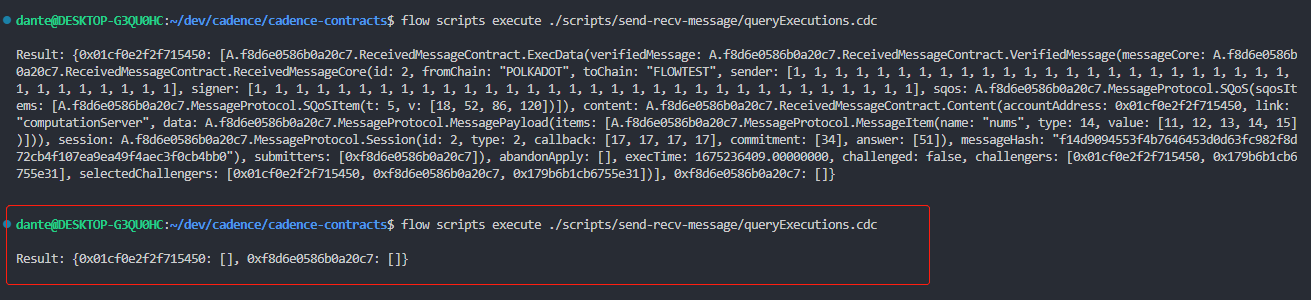 dante@DESKTOP-G3QU0HC:~/dev/cadence/cadence-contracts$ flow scripts execute ./scripts/send-recv-message/queryExecutions.cdc
Result: {0x01cf0e2f2f715450: [A.f8d6e0586b0a20c7.ReceivedMessageContract.ExecData(verifiedMessage: A.f8d6e0586b0a20c7.ReceivedMessageContract.VerifiedMessage(messageCore: A.f8d6e0586b
0a20c7.ReceivedMessageContract.ReceivedMessageCore(id: 2, fromChain: "POLKADOT", toChain: "FLOWTEST", sender: [1, 1, 1, 1, 1, 1, 1, 1, 1, 1, 1, 1, 1, 1, 1, 1, 1, 1, 1, 1, 1, 1, 1, 1,
1, 1, 1, 1, 1, 1, 1, 1], signer: [1, 1, 1, 1, 1, 1, 1, 1, 1, 1, 1, 1, 1, 1, 1, 1, 1, 1, 1, 1, 1, 1, 1, 1, 1, 1, 1, 1, 1, 1, 1, 1], sqos: A.f8d6e0586b0a20c7.MessageProtocol.SQoS(sqosIt
ems: [A.f8d6e0586b0a20c7.MessageProtocol.SQoSItem(t: 5, v: [18, 52, 86, 120])]), content: A.f8d6e0586b0a20c7.ReceivedMessageContract.Content(accountAddress: 0x01cf0e2f2f715450, link:
"computationServer", data: A.f8d6e0586b0a20c7.MessageProtocol.MessagePayload(items: [A.f8d6e0586b0a20c7.MessageProtocol.MessageItem(name: "nums", type: 14, value: [11, 12, 13, 14, 15]
)])), session: A.f8d6e0586b0a20c7.MessageProtocol.Session(id: 2, type: 2, callback: [17, 17, 17, 17], commitment: [34], answer: [51]), messageHash: "f14d9094553f4b7646453d0d63fc982f8d
72cb4f107ea9ea49f4aec3f0cb4bb0"), submitters: [0xf8d6e0586b0a20c7]), abandonApply: [], execTime: 1675236409.00000000, challenged: false, challengers: [0x01cf0e2f2f715450, 0x179b6b1cb6
755e31], selectedChallengers: [0x01cf0e2f2f715450, 0xf8d6e0586b0a20c7, 0x179b6b1cb6755e31])], 0xf8d6e0586b0a20c7: []}
dante@DESKTOP-G3QU0HC:~/dev/cadence/cadence-contracts$ flow scripts execute ./scripts/send-recv-message/queryExecutions.cdc
Result: {0x01cf0e2f2f715450: [], 0xf8d6e0586b0a20c7: []}